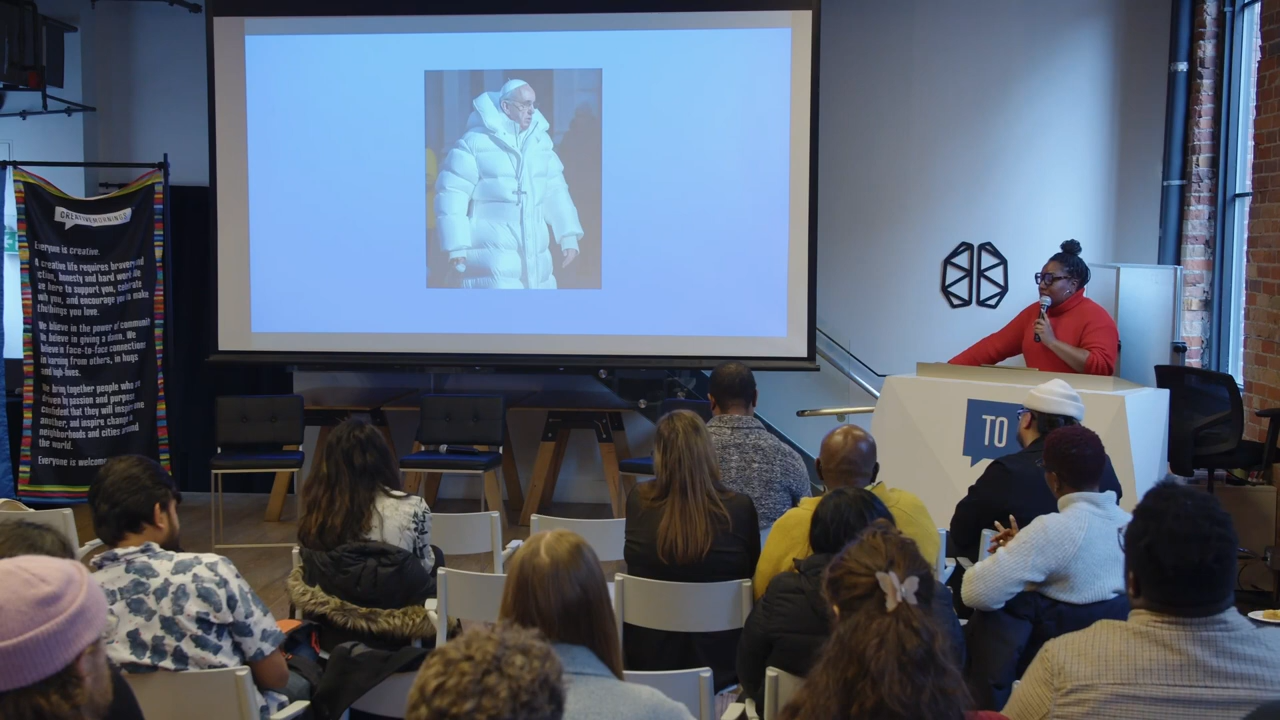 CREATIVEMORNINGS
Everyone is creative.
A creative life requires bravery and
action, honesty and hard work. We
are here to support you, celebrate
with you, and encourage you to make
the things you love.
We believe in the power of community.
We believe in giving a damn. We
believe in face-to-face connections,
in learning from others, in hugs
and high-fives.
We bring together people who are
driven by passion and purpose,
confident that they will inspire one
another, and inspire change in
neighborhoods and cities around
the world.
Everyone is welcome.
TO